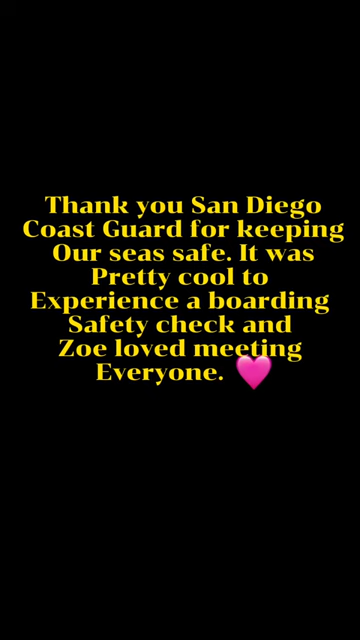 Thank you San Diego
Coast Guard for keeping
Our seas safe. It was
Pretty cool to
Experience a boarding
Safety check and
Zoe loved meeting
Everyone. 🩷